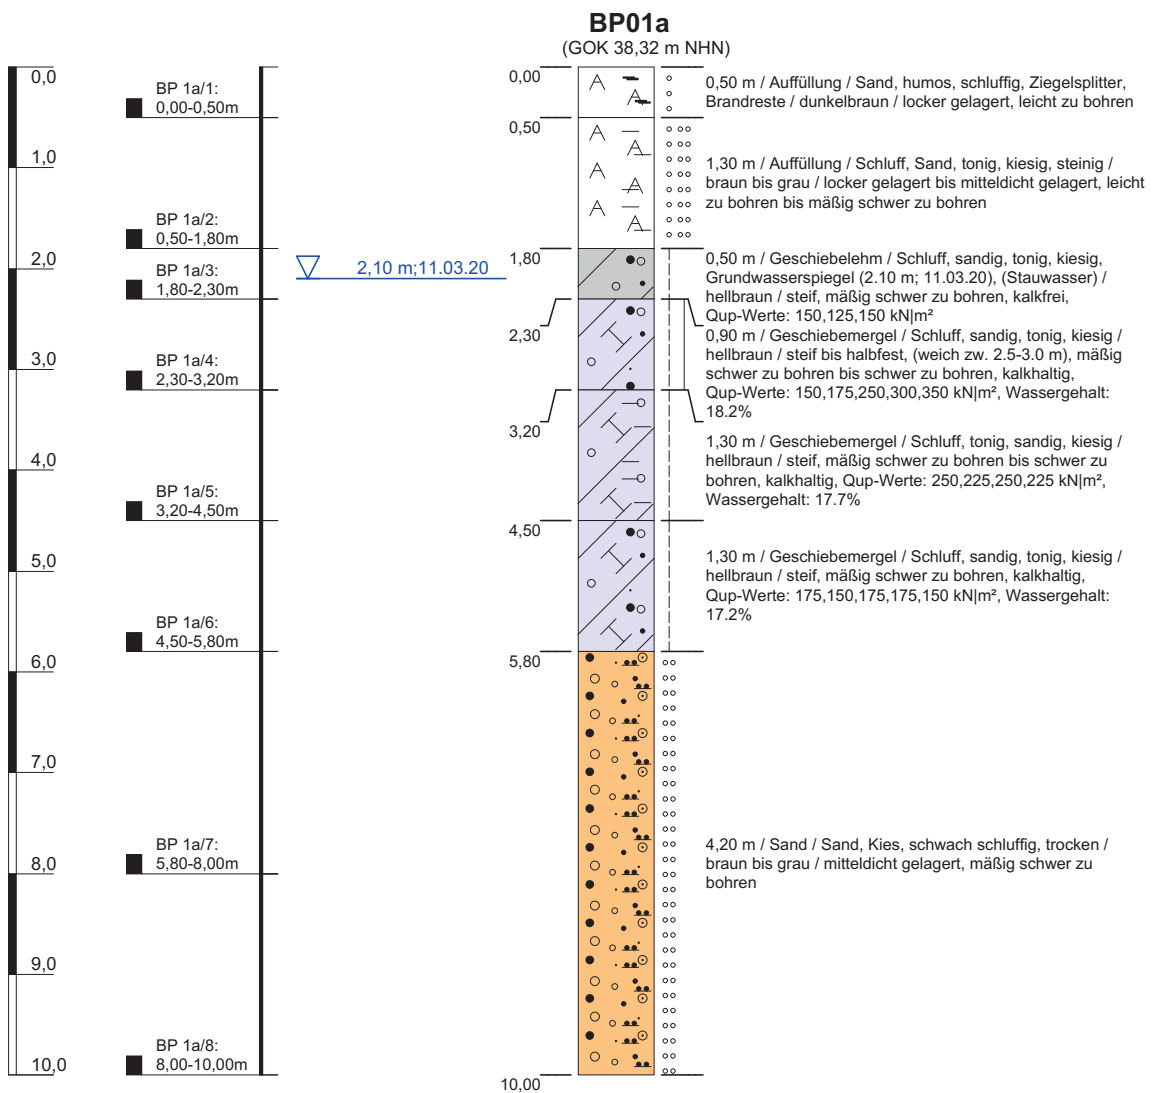 BP01a
(GOK 38,32 m NHN)
0,0
1,0
2,0
3,0
4,0
5,0
6,0
7,0
8,0
9,0
10,0
BP 1a/1:
0,00-0,50m
BP 1a/2:
0,50-1,80m
BP 1a/3:
1,80-2,30m
BP 1a/4:
2,30-3,20m
BP 1a/5:
3,20-4,50m
BP 1a/6:
4,50-5,80m
BP 1a/7:
5,80-8,00m
BP 1a/8:
8,00-10,00m
2,10 m;11.03.20
0,00
0,50
1,80
2,30
3,20
4,50
5,80
10,00
0,50 m / Auffüllung / Sand, humos, schluffig, Ziegelsplitter,
Brandreste / dunkelbraun / locker gelagert, leicht zu bohren
1,30 m / Auffüllung / Schluff, Sand, tonig, kiesig, steinig /
braun bis grau / locker gelagert bis mitteldicht gelagert, leicht
zu bohren bis mäßig schwer zu bohren
0,50 m / Geschiebelehm / Schluff, sandig, tonig, kiesig,
Grundwasserspiegel (2.10 m; 11.03.20), (Stauwasser) /
hellbraun / steif, mäßig schwer zu bohren, kalkfrei,
Qup-Werte: 150,125,150 kN|m²
0,90 m / Geschiebemergel / Schluff, sandig, tonig, kiesig /
hellbraun / steif bis halbfest, (weich zw. 2.5-3.0 m), mäßig
schwer zu bohren bis schwer zu bohren, kalkhaltig,
Qup-Werte: 150,175,250,300,350 kN|m², Wassergehalt:
18.2%
1,30 m / Geschiebemergel / Schluff, tonig, sandig, kiesig /
hellbraun / steif, mäßig schwer zu bohren bis schwer zu
bohren, kalkhaltig, Qup-Werte: 250,225,250,225 kN|m²,
Wassergehalt: 17.7%
1,30 m / Geschiebemergel / Schluff, sandig, tonig, kiesig /
hellbraun / steif, mäßig schwer zu bohren, kalkhaltig,
Qup-Werte: 175,150,175,175,150 kN|m², Wassergehalt:
17.2%
4,20 m / Sand / Sand, Kies, schwach schluffig, trocken /
braun bis grau / mitteldicht gelagert, mäßig schwer zu
bohren